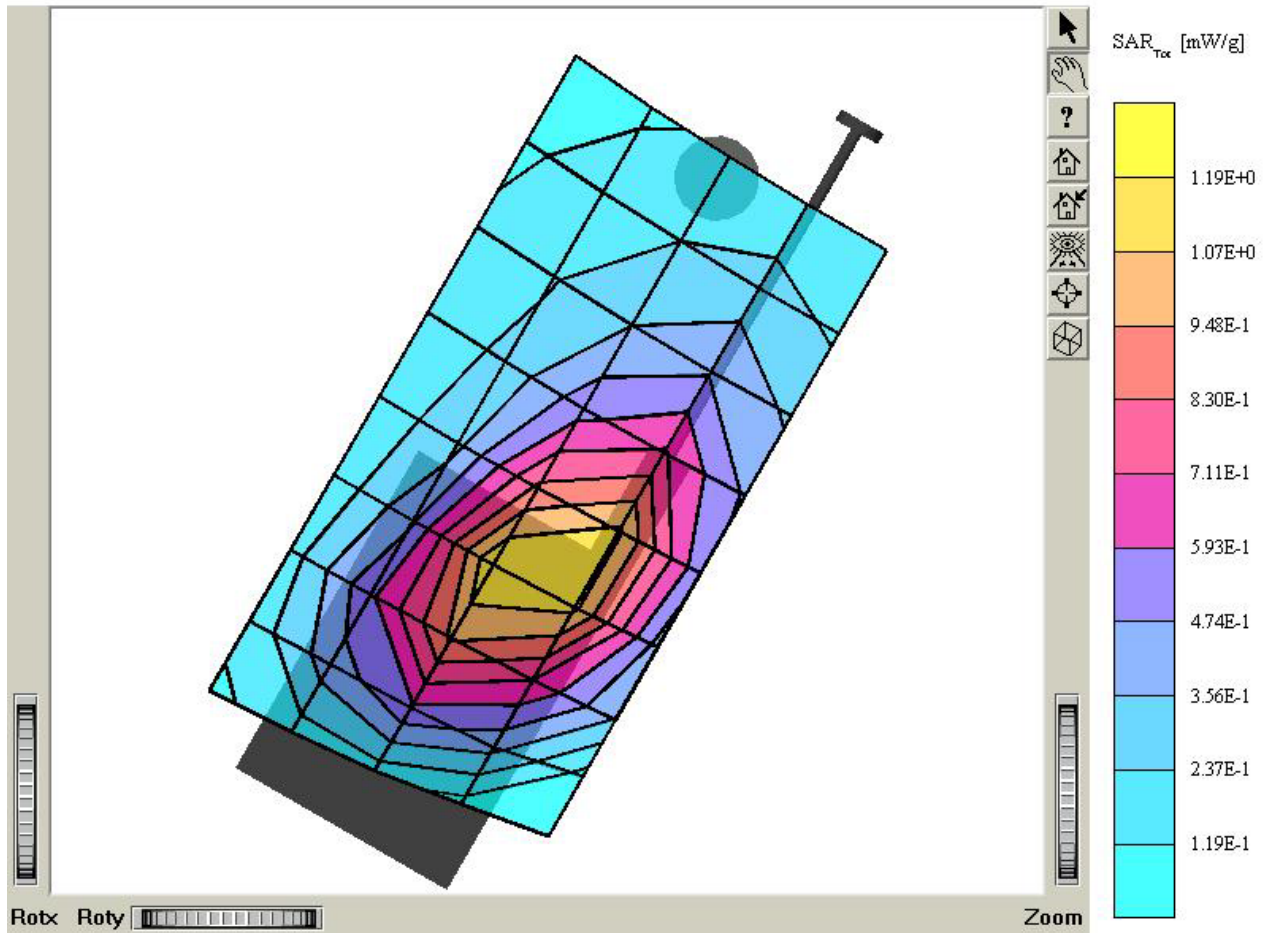 SAR_Tot [mW/g]
?
1.19E+0
1.07E+0
9.48E-1
8.30E-1
7.11E-1
5.93E-1
4.74E-1
3.56E-1
2.37E-1
1.19E-1
Rotx Roty Zoom